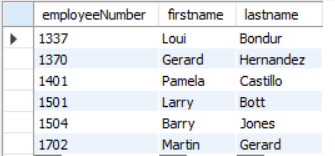 employeeNumber firstname lastname
1337 Loui Bondur
1370 Gerard Hernandez
1401 Pamela Castillo
1501 Larry Bott
1504 Barry Jones
1702 Martin Gerard